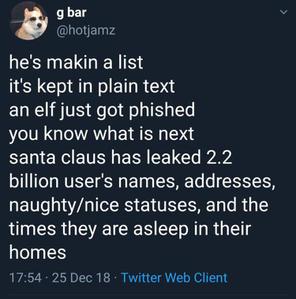 g bar
@hotjamz
he's makin a list
it's kept in plain text
an elf just got phished
you know what is next
santa claus has leaked 2.2
billion user's names, addresses,
naughty/nice statuses, and the
times they are asleep in their
homes
17:54 · 25 Dec 18 · Twitter Web Client